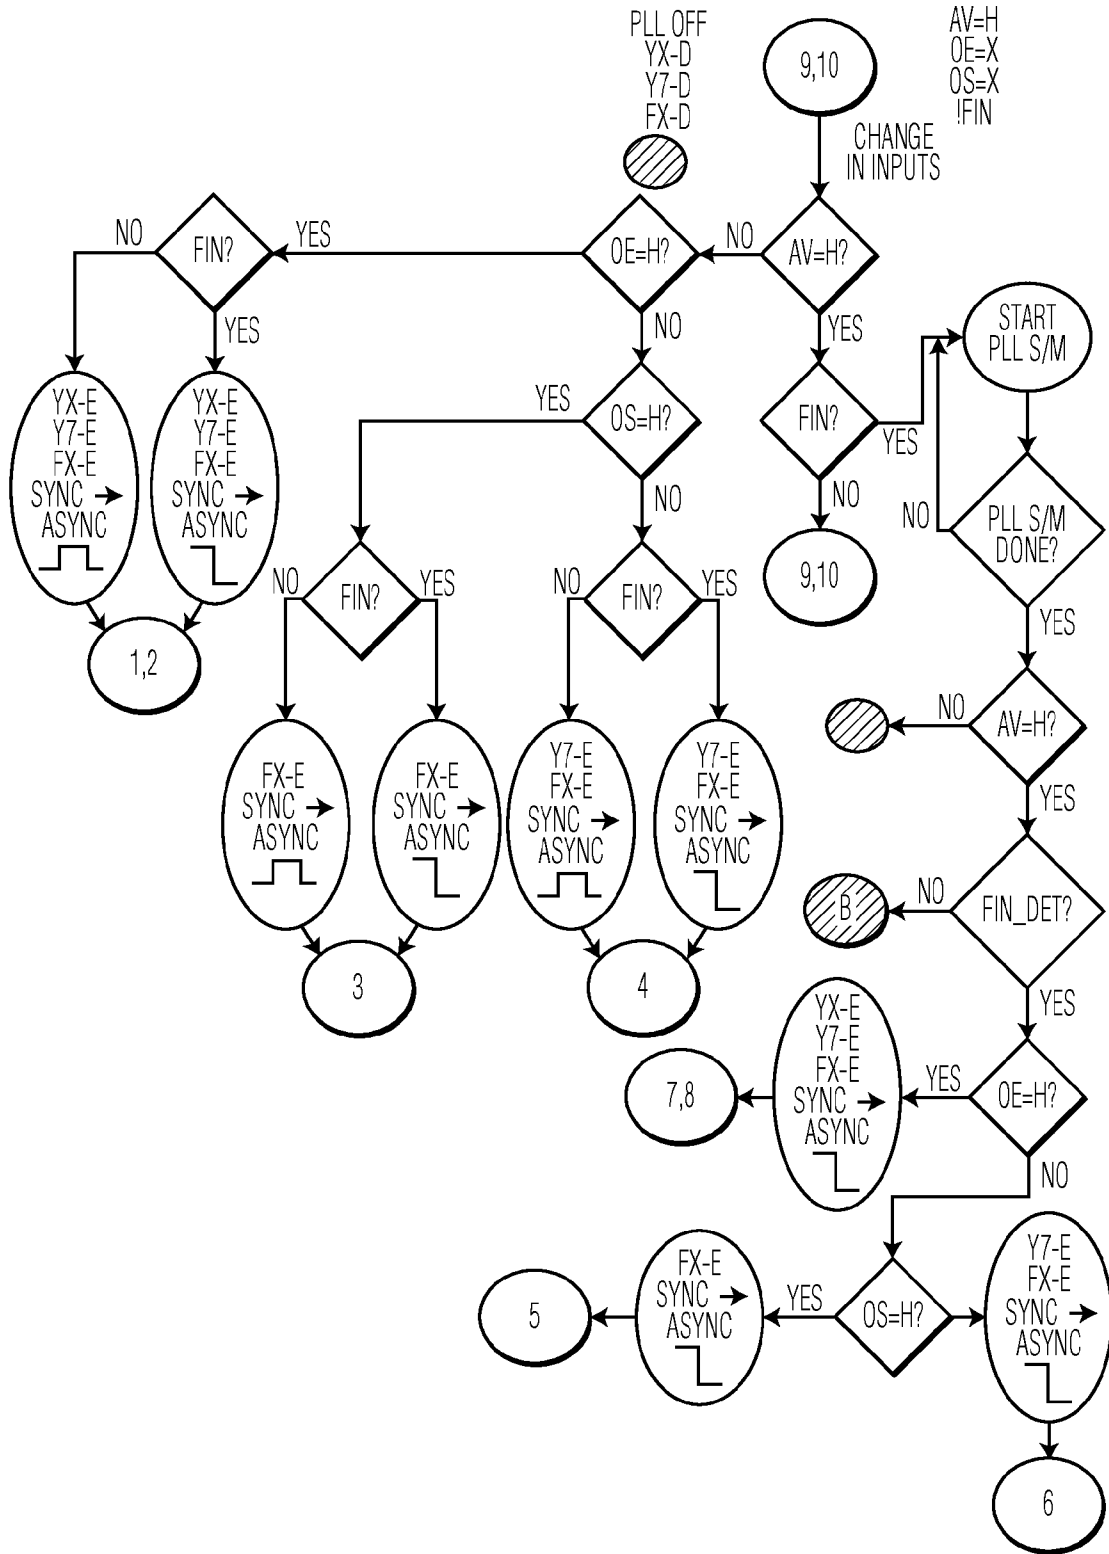 PLL OFF
YX-D
Y7-D
FX-D
9,10
AV=H
OE=X
OS=X
!FIN
CHANGE
IN INPUTS
NO
FIN?
YES
OE=H?
NO
AV=H?
YES
NO
YES
START
PLL S/M
YX-E
Y7-E
FX-E
SYNC
ASYNC
YX-E
Y7-E
FX-E
SYNC
ASYNC
YES
OS=H?
FIN?
YES
NO
NO
NO
PLL S/M
DONE?
9,10
NO
FIN?
YES
NO
FIN?
YES
YES
1,2
NO
AV=H?
YES
FX-E
SYNC
ASYNC
FX-E
SYNC
ASYNC
Y7-E
FX-E
SYNC
ASYNC
Y7-E
FX-E
SYNC
ASYNC
B
NO
FIN_DET?
3
4
YES
YX-E
Y7-E
FX-E
SYNC
ASYNC
7,8
YES
OE=H?
NO
FX-E
SYNC
ASYNC
5
YES
OS=H?
Y7-E
FX-E
SYNC
ASYNC
6